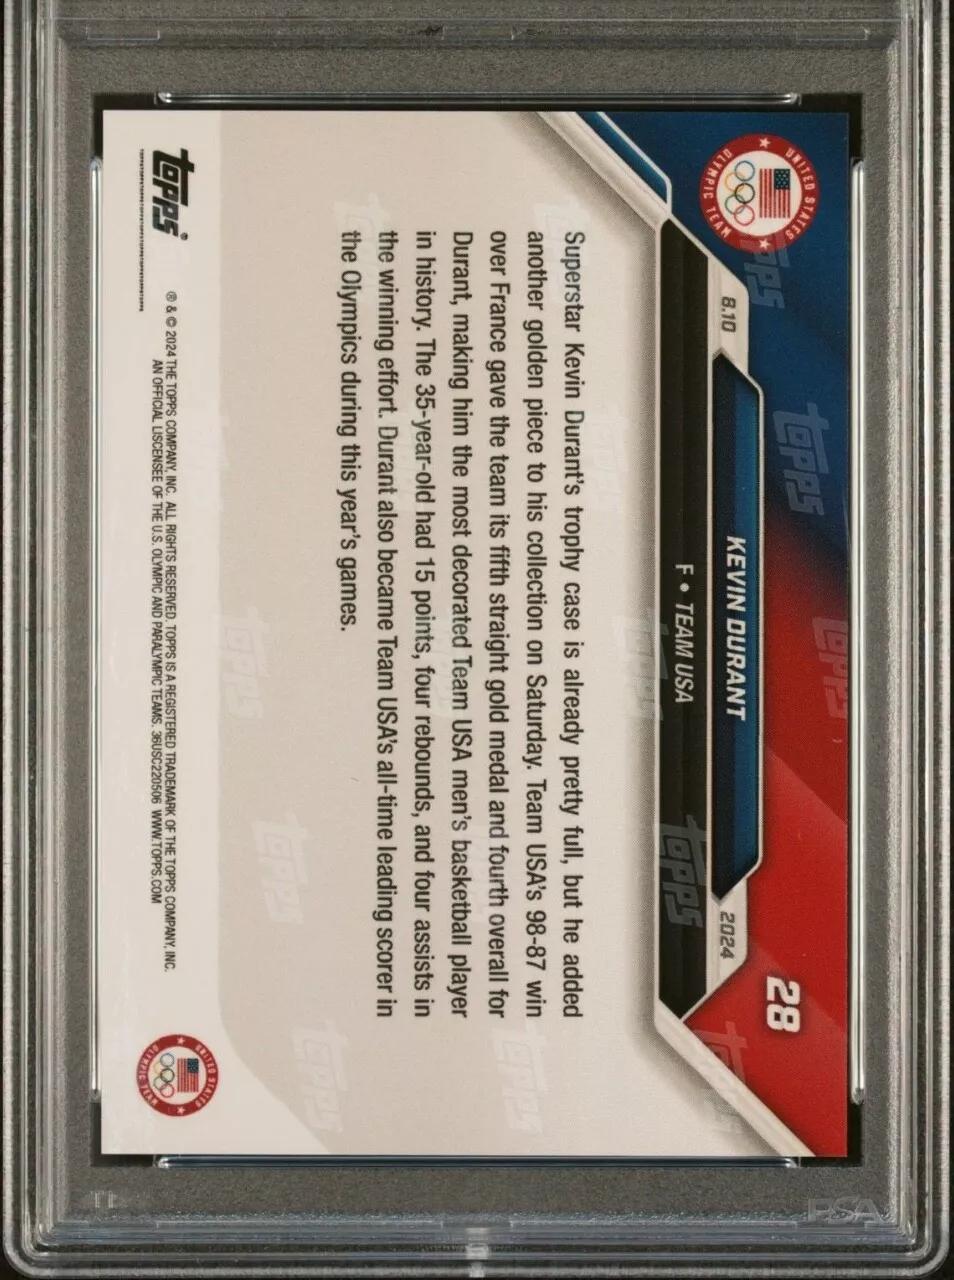 28
UNITED STATES
OLYMPIC TEAM
8.10
KEVIN DURANT
2024
F • TEAM USA
Superstar Kevin Durant's trophy case is already pretty full, but he added
another golden piece to his collection on Saturday. Team USA's 98-87 win
over France gave the team its fifth straight gold medal and fourth overall for
Durant, making him the most decorated Team USA men's basketball player
in history. The 35-year-old had 15 points, four rebounds, and four assists in
the winning effort. Durant also became Team USA's all-time leading scorer in
the Olympics during this year's games.
topps®
® & © 2024 THE TOPPS COMPANY, INC. ALL RIGHTS RESERVED. TOPPS IS A REGISTERED TRADEMARK OF THE TOPPS COMPANY, INC.
AN OFFICIAL LISCENSEE OF THE U.S. OLYMPIC AND PARALYMPIC TEAMS. 36USC220506 WWW.TOPPS.COM
UNITED STATES
OLYMPIC TEAM
PSA